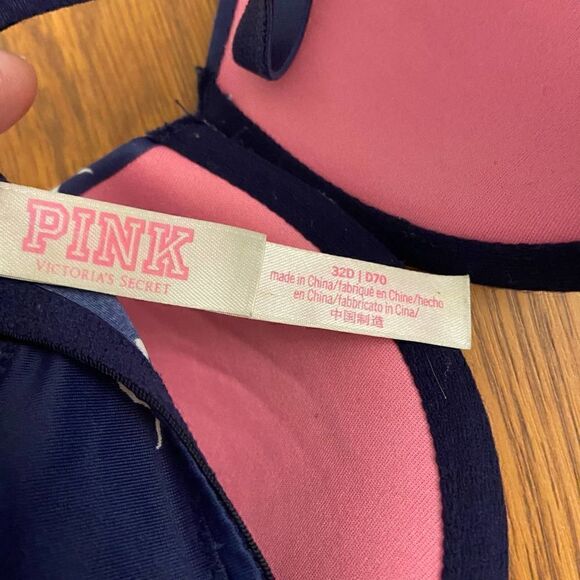 PINK
VICTORIA'S SECRET
32D | D70
made in China/fabriqué en Chine/hecho
en China/fabbricato in Cina/
中国制造